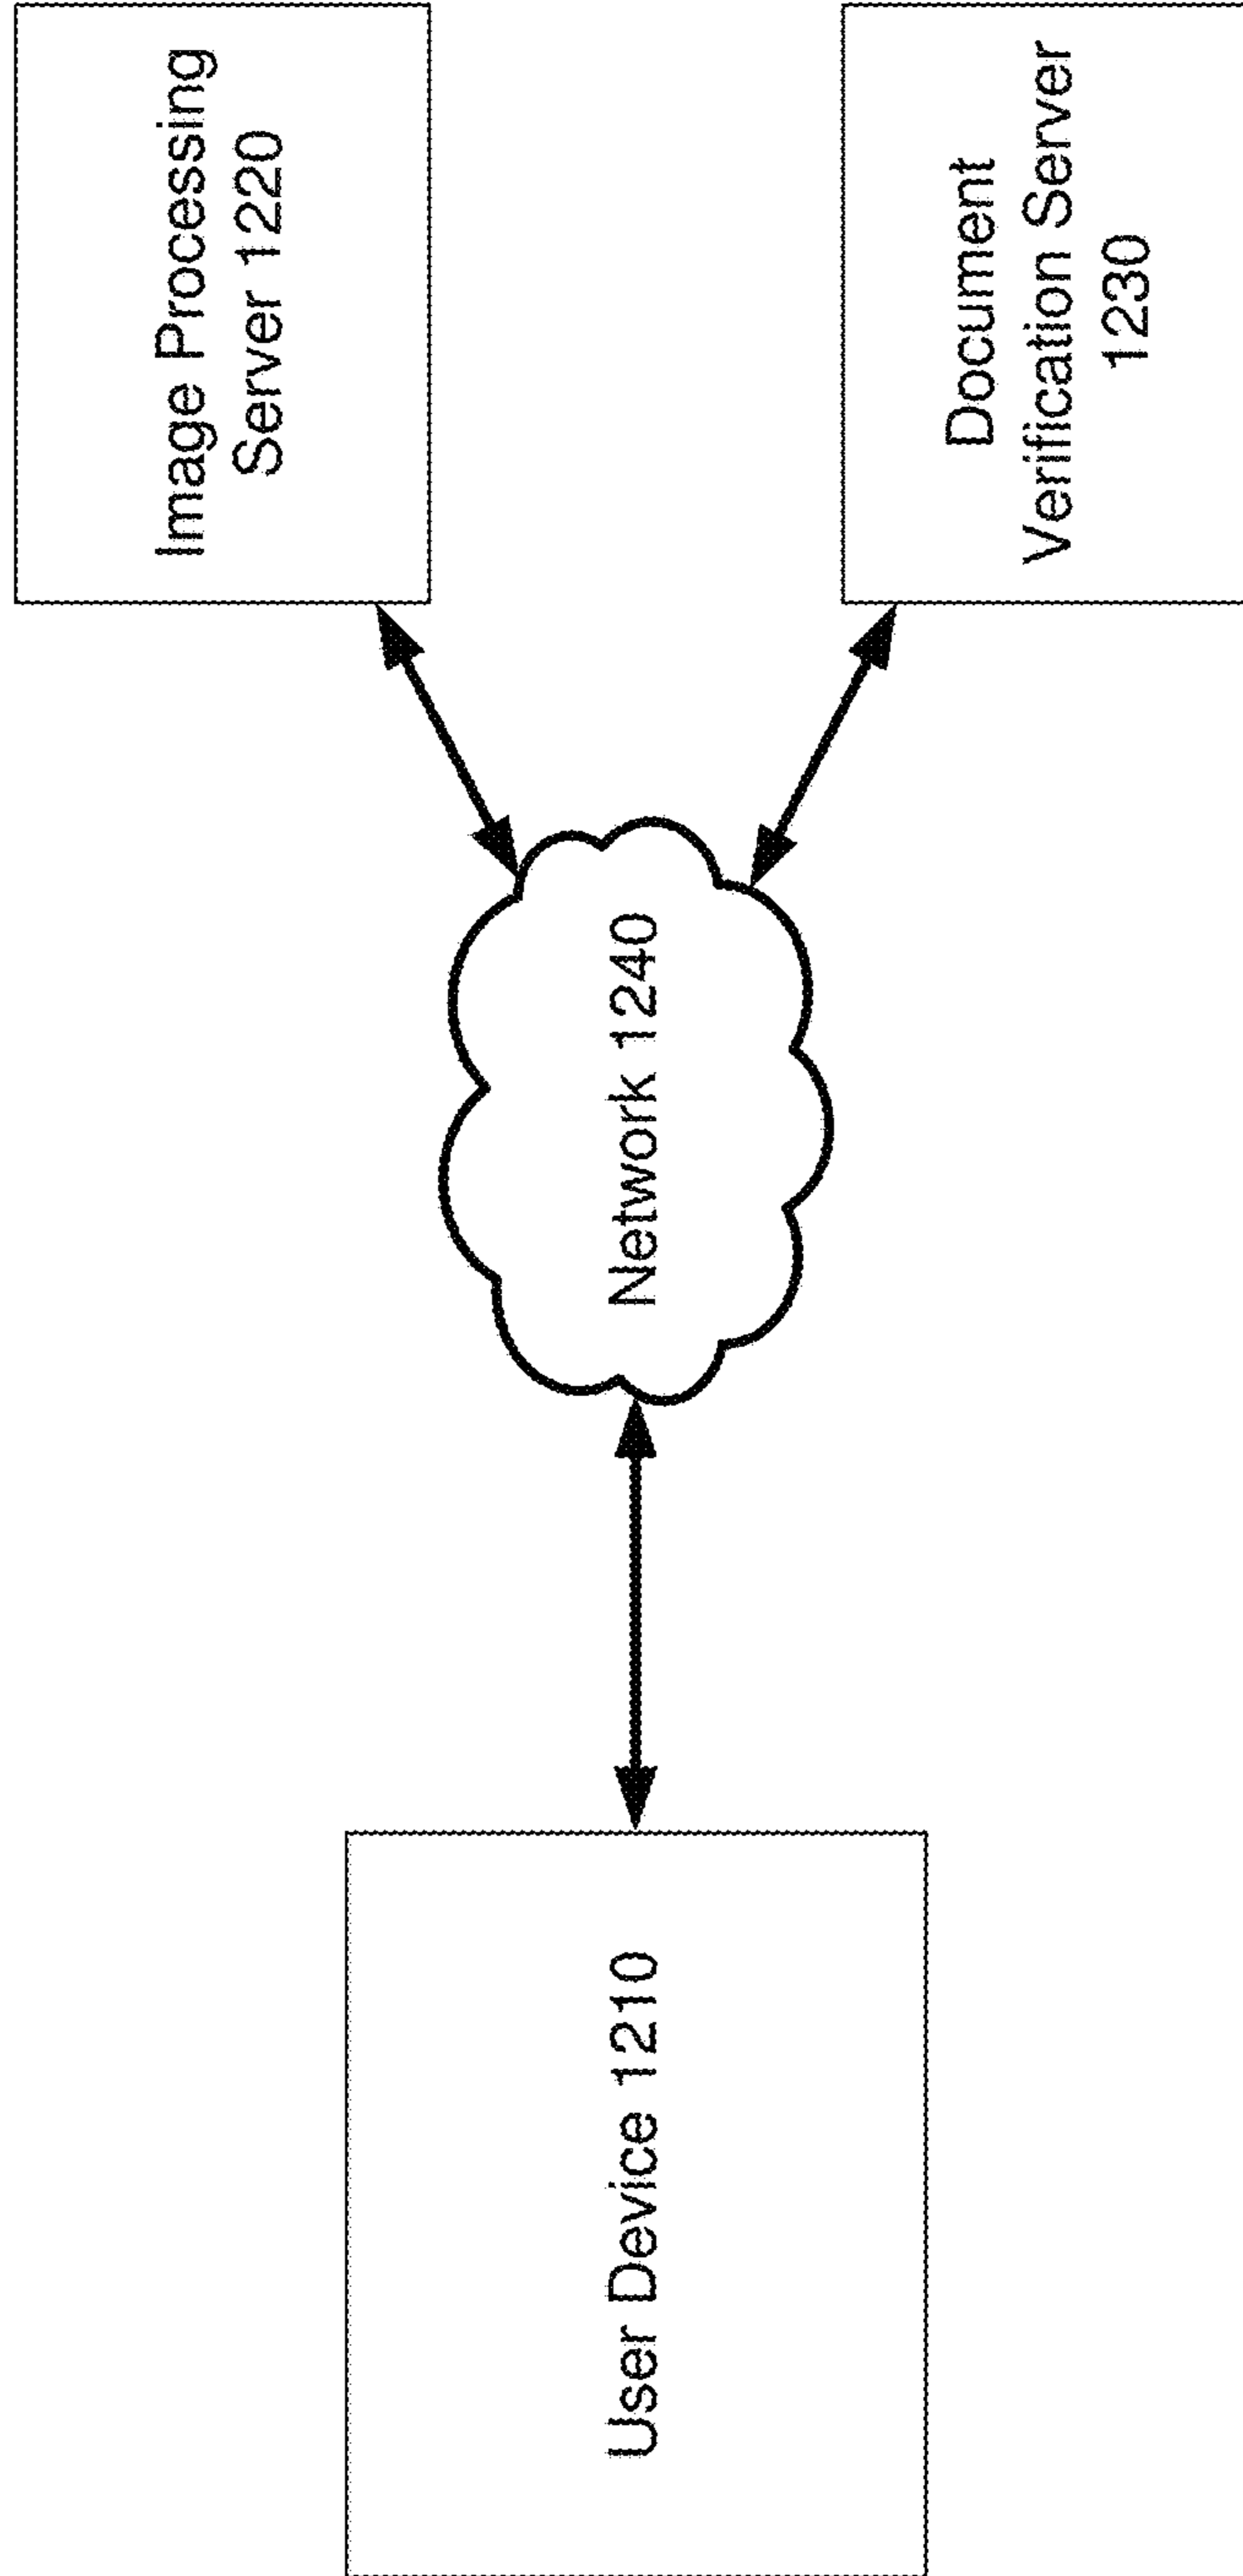 Image Processing
Server 1220
User Device 1210
Network 1240
Document
Verification Server
1230